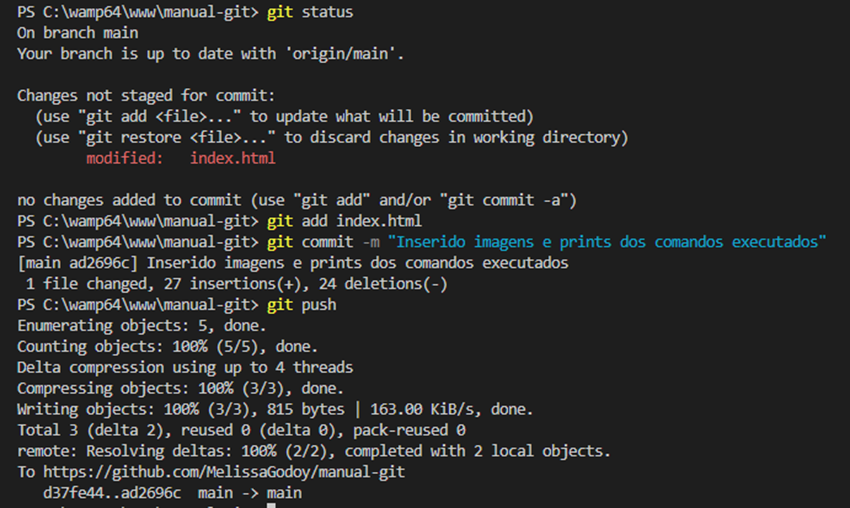 PS C:\wamp64\www\manual-git> git status
On branch main
Your branch is up to date with 'origin/main'.
Changes not staged for commit:
(use "git add <file>..." to update what will be committed)
(use "git restore <file>..." to discard changes in working directory)
modified: index.html
no changes added to commit (use "git add" and/or "git commit -a")
PS C:\wamp64\www\manual-git> git add index.html
PS C:\wamp64\www\manual-git> git commit -m "Inserido imagens e prints dos comandos executados"
[main ad2696c] Inserido imagens e prints dos comandos executados
1 file changed, 27 insertions(+), 24 deletions(-)
PS C:\wamp64\www\manual-git> git push
Enumerating objects: 5, done.
Counting objects: 100% (5/5), done.
Delta compression using up to 4 threads
Compressing objects: 100% (3/3), done.
Writing objects: 100% (3/3), 815 bytes | 163.00 KiB/s, done.
Total 3 (delta 2), reused 0 (delta 0), pack-reused 0
remote: Resolving deltas: 100% (2/2), completed with 2 local objects.
To https://github.com/MelissaGodoy/manual-git
d37fe44..ad2696c main -> main